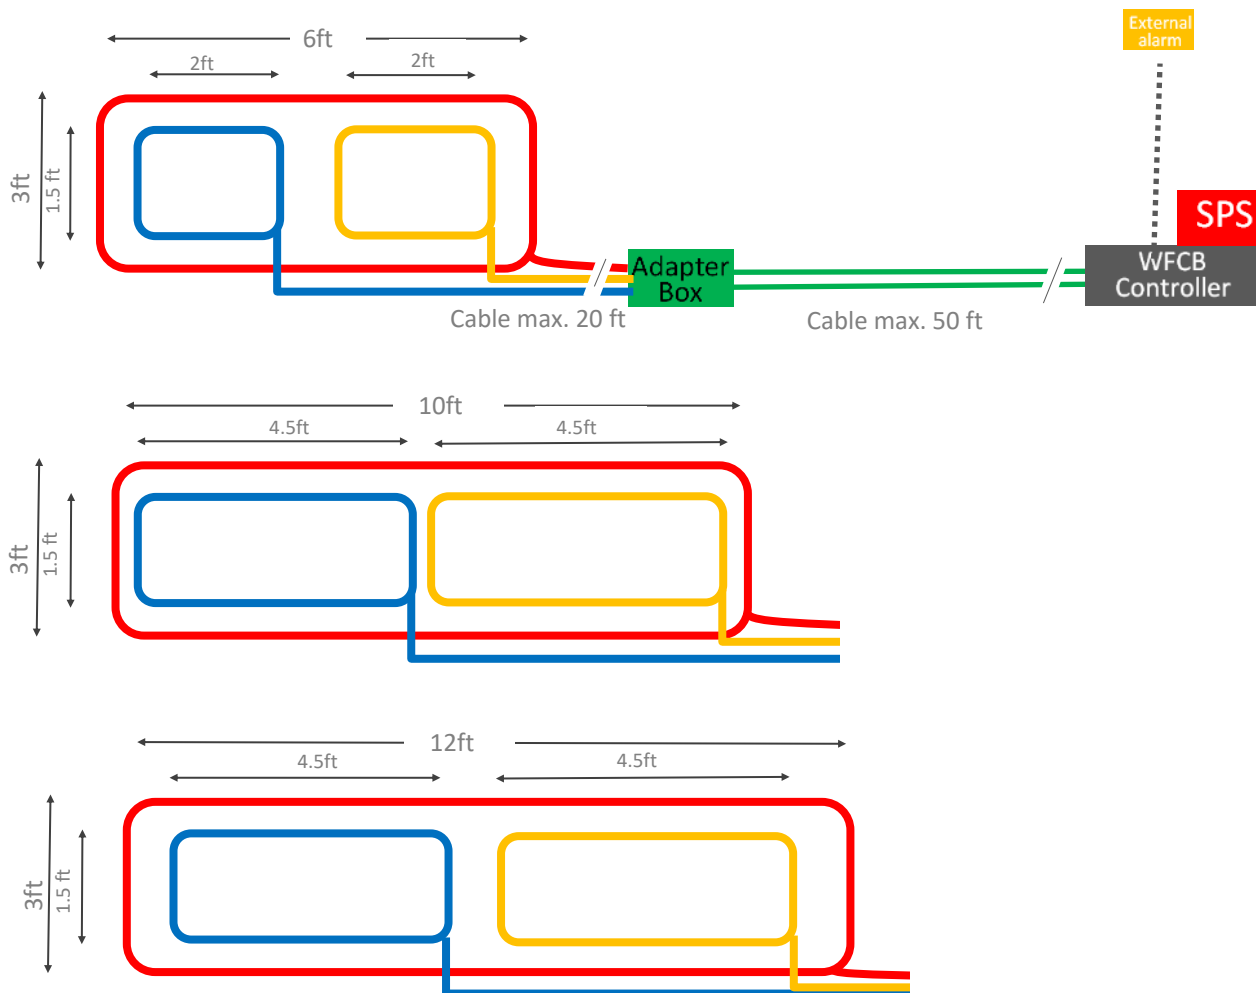 External
alarm
6ft
2ft
2ft
3ft
1.5 ft
SPS
Adapter
Box
WFCB
Controller
Cable max. 20 ft
Cable max. 50 ft
10ft
4.5ft
4.5ft
3ft
1.5 ft
12ft
4.5ft
4.5ft
3ft
1.5 ft